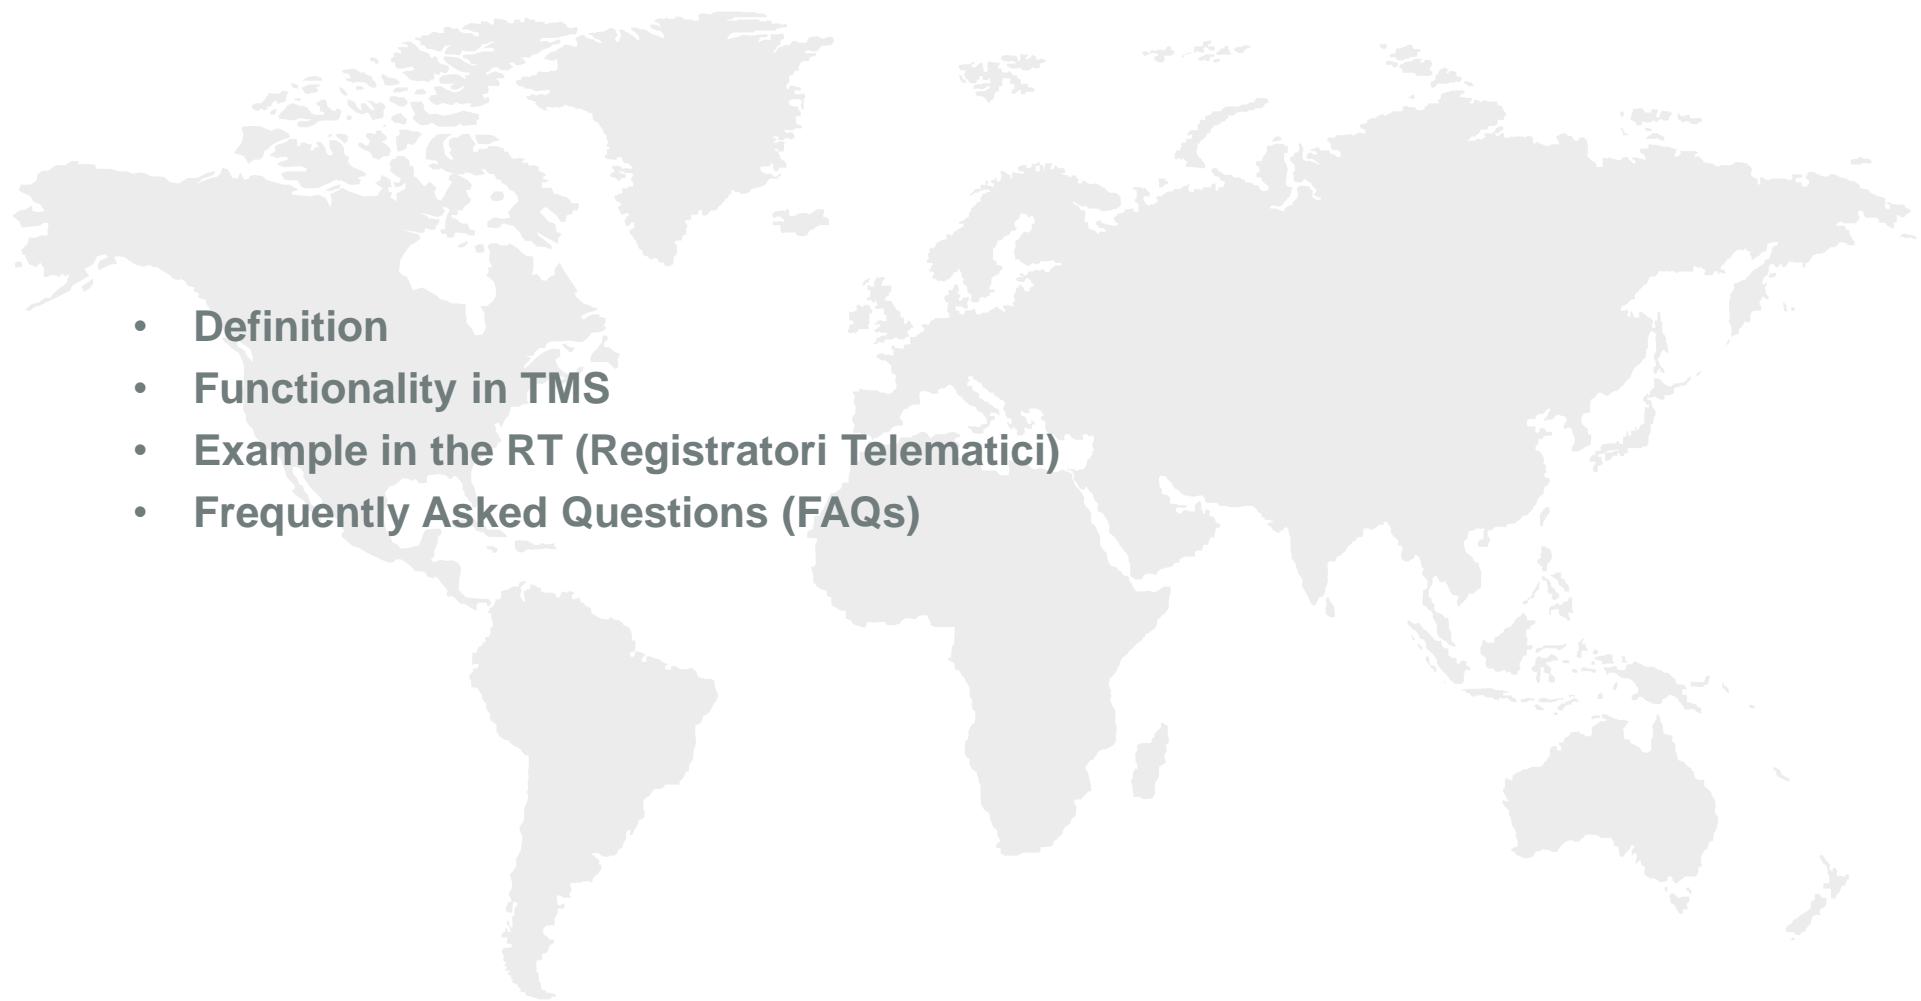 • Definition
• Functionality in TMS
• Example in the RT (Registratori Telematici)
• Frequently Asked Questions (FAQs)